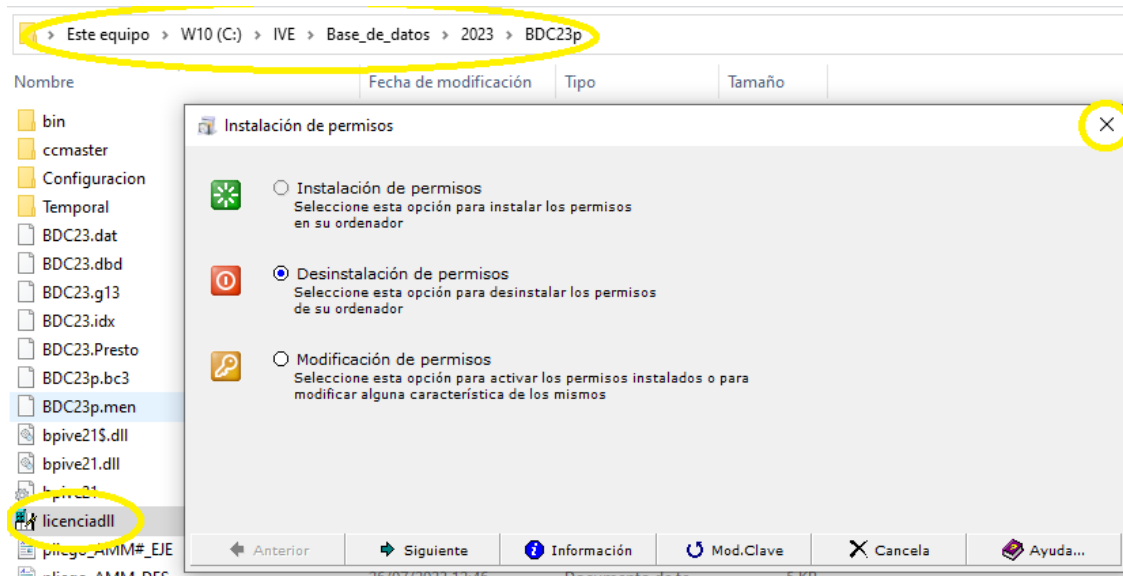 Este equipo > W10 (C:) > IVE > Base_de_datos > 2023 > BDC23p
Nombre Fecha de modificación Tipo Tamaño
bin
ccmaster
Configuracion
Temporal
BDC23.dat
BDC23.dbd
BDC23.g13
BDC23.idx
BDC23.Presto
BDC23p.bc3
BDC23p.men
bpive21$.dll
bpive21.dll
bpive21
licenciadll
pliego_AMM#_EJE
Instalación de permisos
Instalación de permisos
Seleccione esta opción para instalar los permisos
en su ordenador
Desinstalación de permisos
Seleccione esta opción para desinstalar los permisos
de su ordenador
Modificación de permisos
Seleccione esta opción para activar los permisos instalados o para
modificar alguna característica de los mismos
Anterior Siguiente Información Mod.Clave Cancela Ayuda...